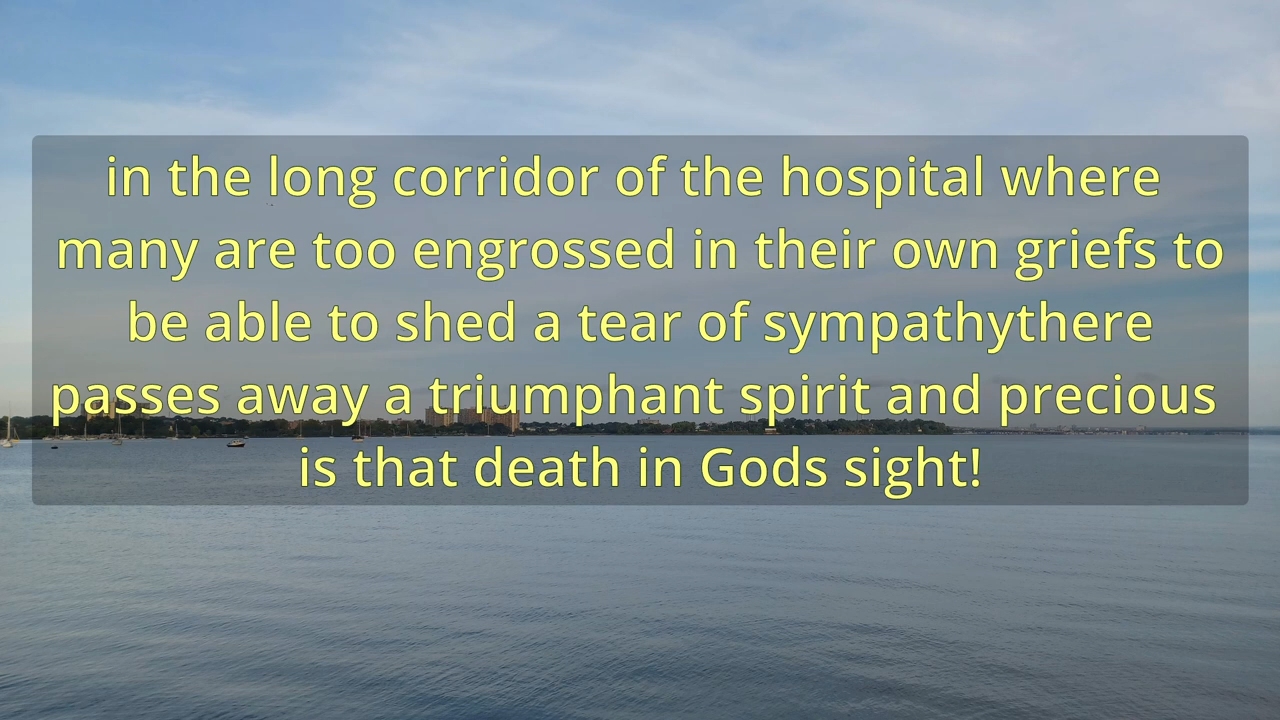 in the long corridor of the hospital where
many are too engrossed in their own griefs to
be able to shed a tear of sympathythere
passes away a triumphant spirit and precious
is that death in Gods sight!